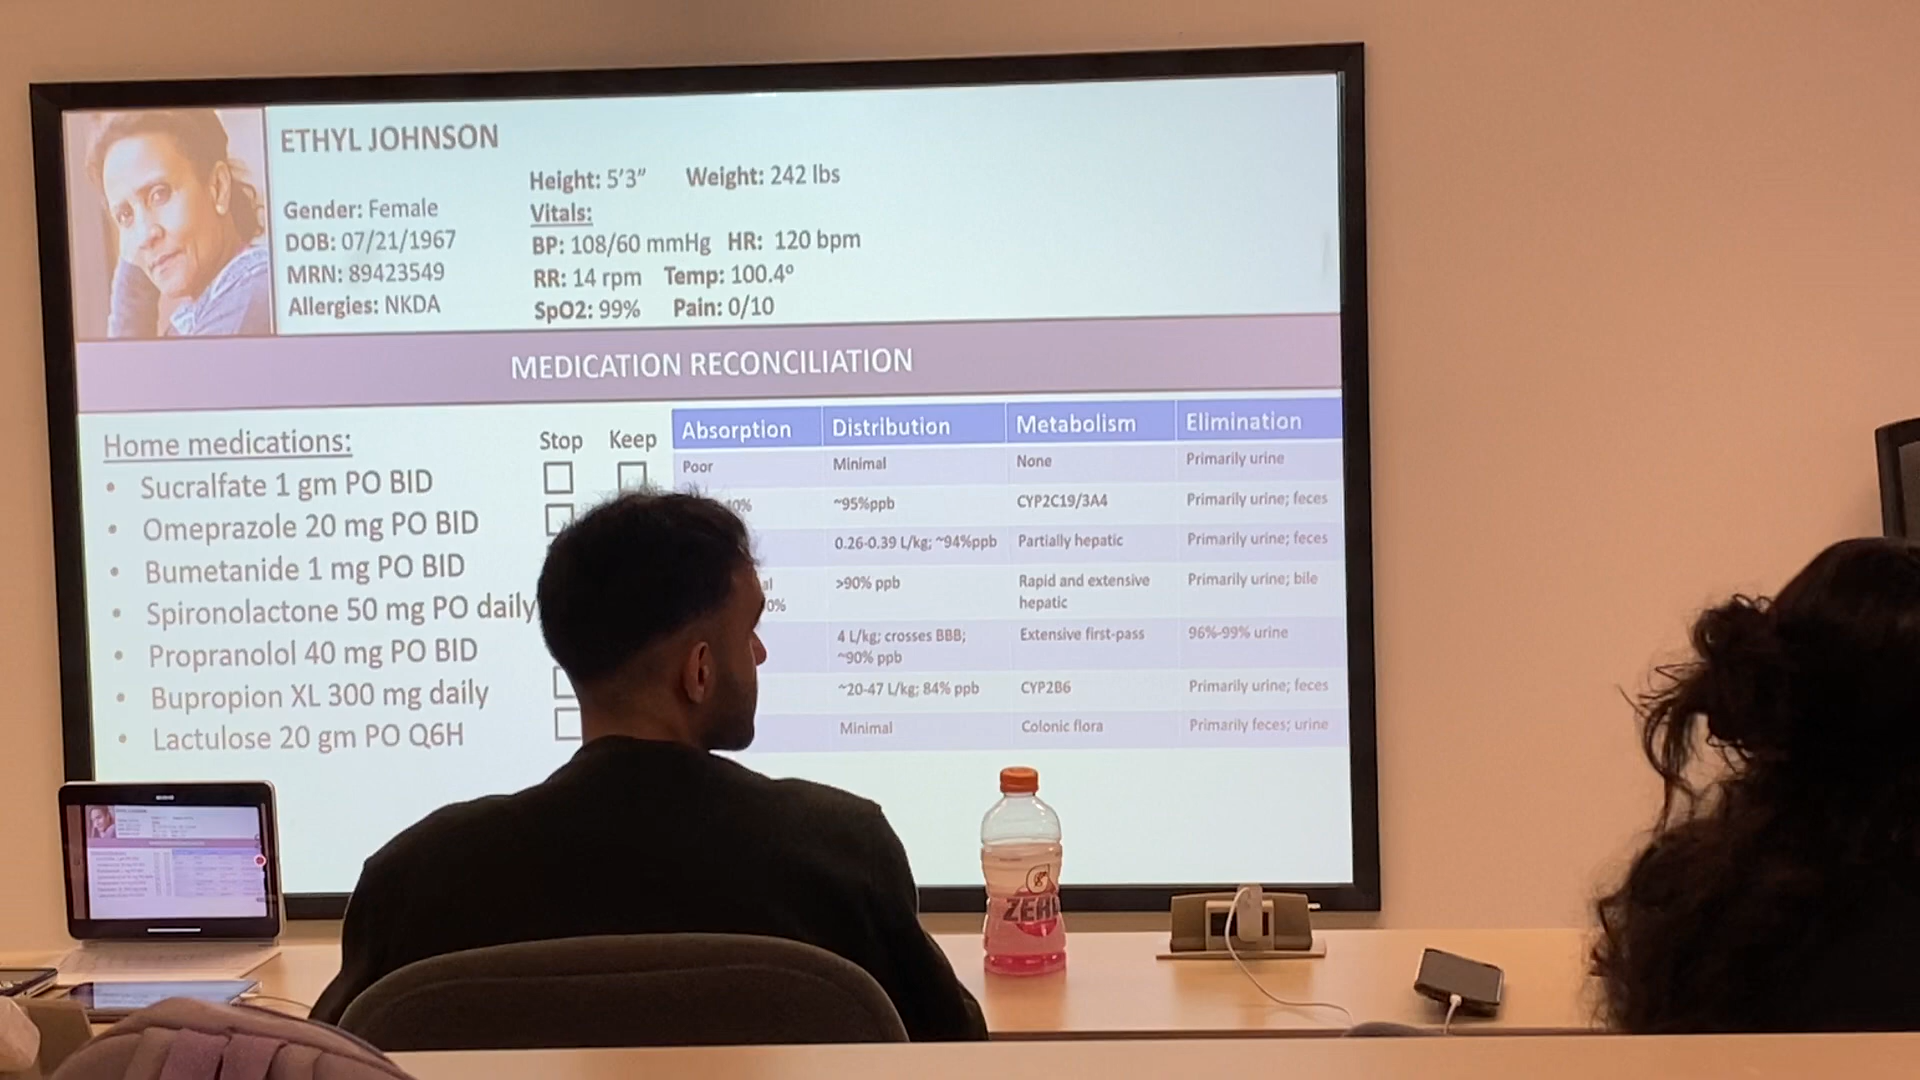 ETHYL JOHNSON
Gender: Female
DOB: 07/21/1967
MRN: 89423549
Allergies: NKDA
Height: 5'3" Weight: 242 lbs
Vitals:
BP: 108/60 mmHg HR: 120 bpm
RR: 14 rpm Temp: 100.4º
SpO2: 99% Pain: 0/10
MEDICATION RECONCILIATION
Home medications: Stop Keep
• Sucralfate 1 gm PO BID
• Omeprazole 20 mg PO BID
• Bumetanide 1 mg PO BID
• Spironolactone 50 mg PO daily
• Propranolol 40 mg PO BID
• Bupropion XL 300 mg daily
• Lactulose 20 gm PO Q6H
Absorption Distribution Metabolism Elimination
Poor Minimal None Primarily urine
~95%ppb CYP2C19/3A4 Primarily urine; feces
0.26-0.39 L/kg; ~94%ppb Partially hepatic Primarily urine; feces
>90% ppb Rapid and extensive Primarily urine; bile
hepatic
4 L/kg; crosses BBB; Extensive first-pass 96%-99% urine
~90% ppb
~20-47 L/kg; 84% ppb CYP2B6 Primarily urine; feces
Minimal Colonic flora Primarily feces; urine
ZER